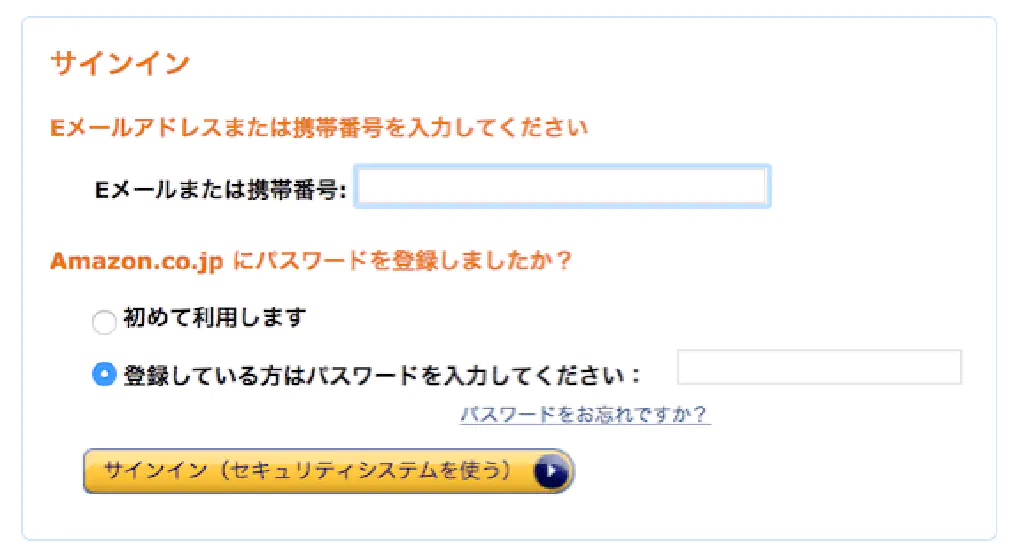 サインイン
Eメールアドレスまたは携帯番号を入力してください
Eメールまたは携帯番号:
Amazon.co.jp にパスワードを登録しましたか？
初めて利用します
登録している方はパスワードを入力してください：
パスワードをお忘れですか？
サインイン（セキュリティシステムを使う）